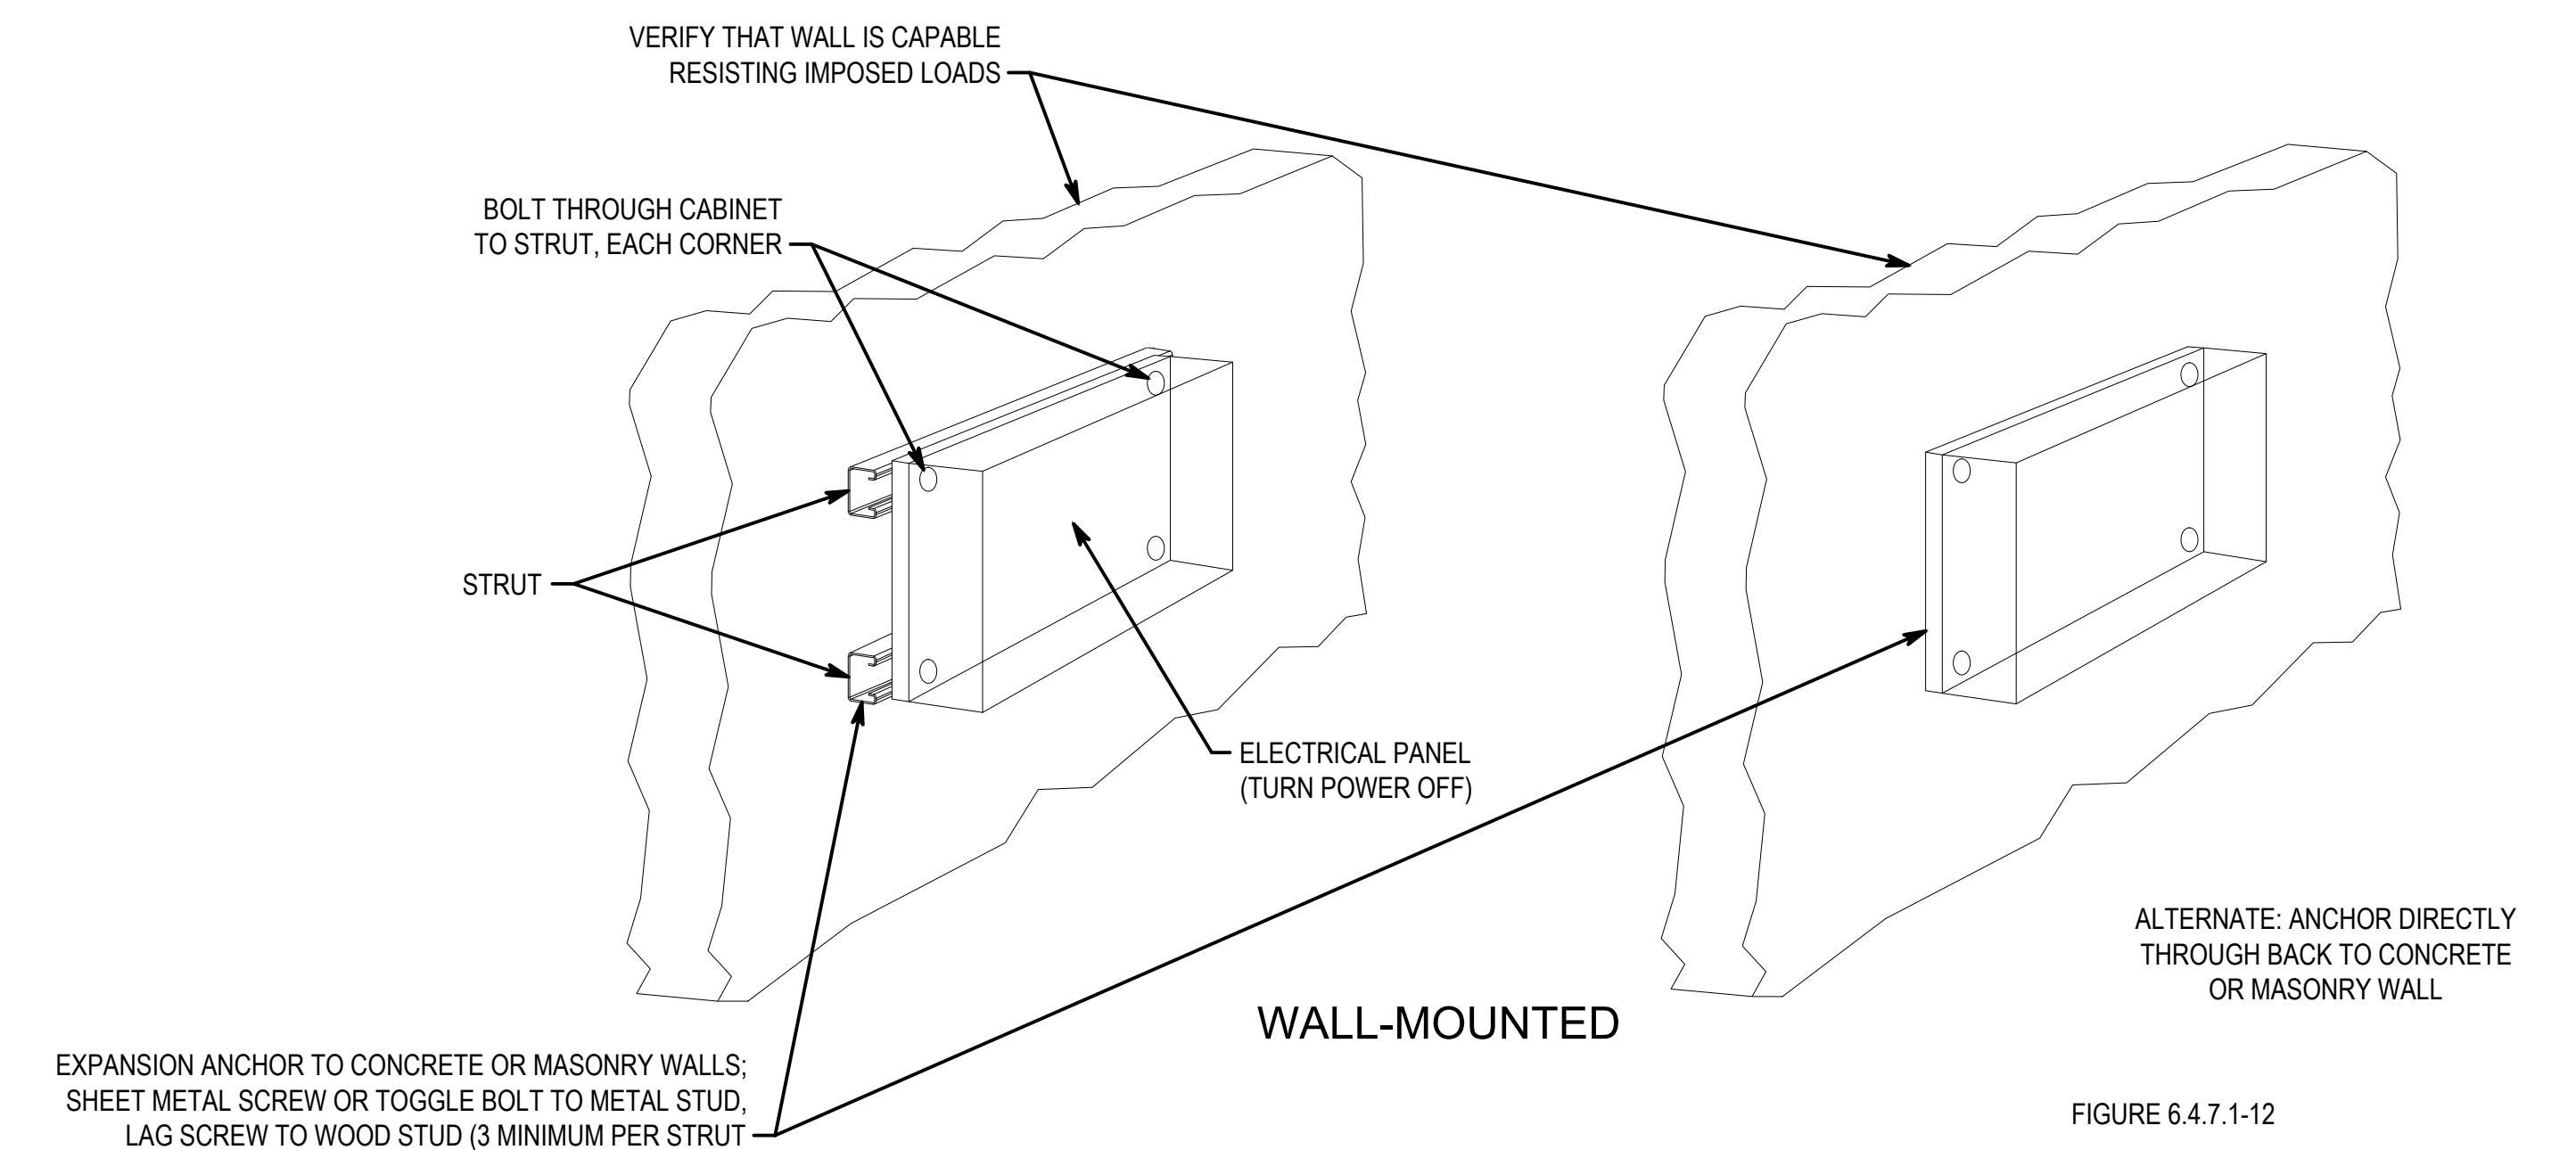 VERIFY THAT WALL IS CAPABLE
RESISTING IMPOSED LOADS
BOLT THROUGH CABINET
TO STRUT, EACH CORNER
STRUT
ELECTRICAL PANEL
(TURN POWER OFF)
ALTERNATE: ANCHOR DIRECTLY
THROUGH BACK TO CONCRETE
OR MASONRY WALL
WALL-MOUNTED
EXPANSION ANCHOR TO CONCRETE OR MASONRY WALLS;
SHEET METAL SCREW OR TOGGLE BOLT TO METAL STUD,
LAG SCREW TO WOOD STUD (3 MINIMUM PER STRUT
FIGURE 6.4.7.1-12